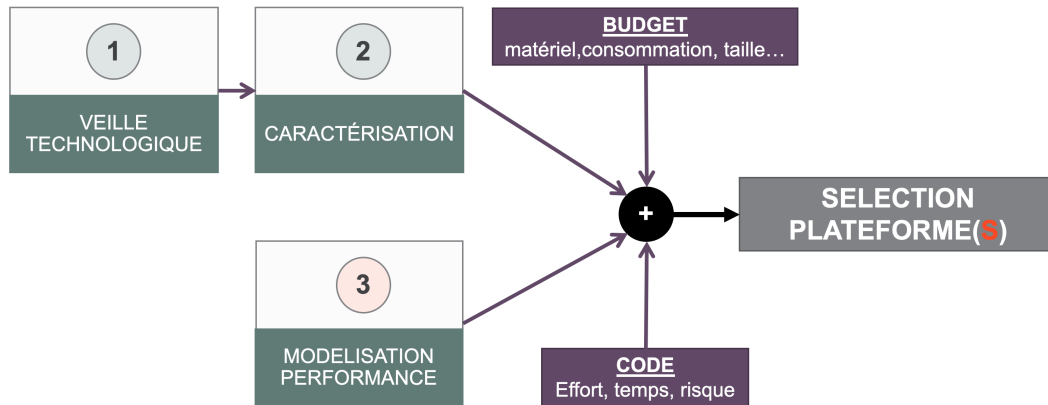 1
VEILLE
TECHNOLOGIQUE
2
CARACTÉRISATION
BUDGET
matériel,consommation, taille…
+
SELECTION
PLATEFORME(S)
3
MODELISATION
PERFORMANCE
CODE
Effort, temps, risque